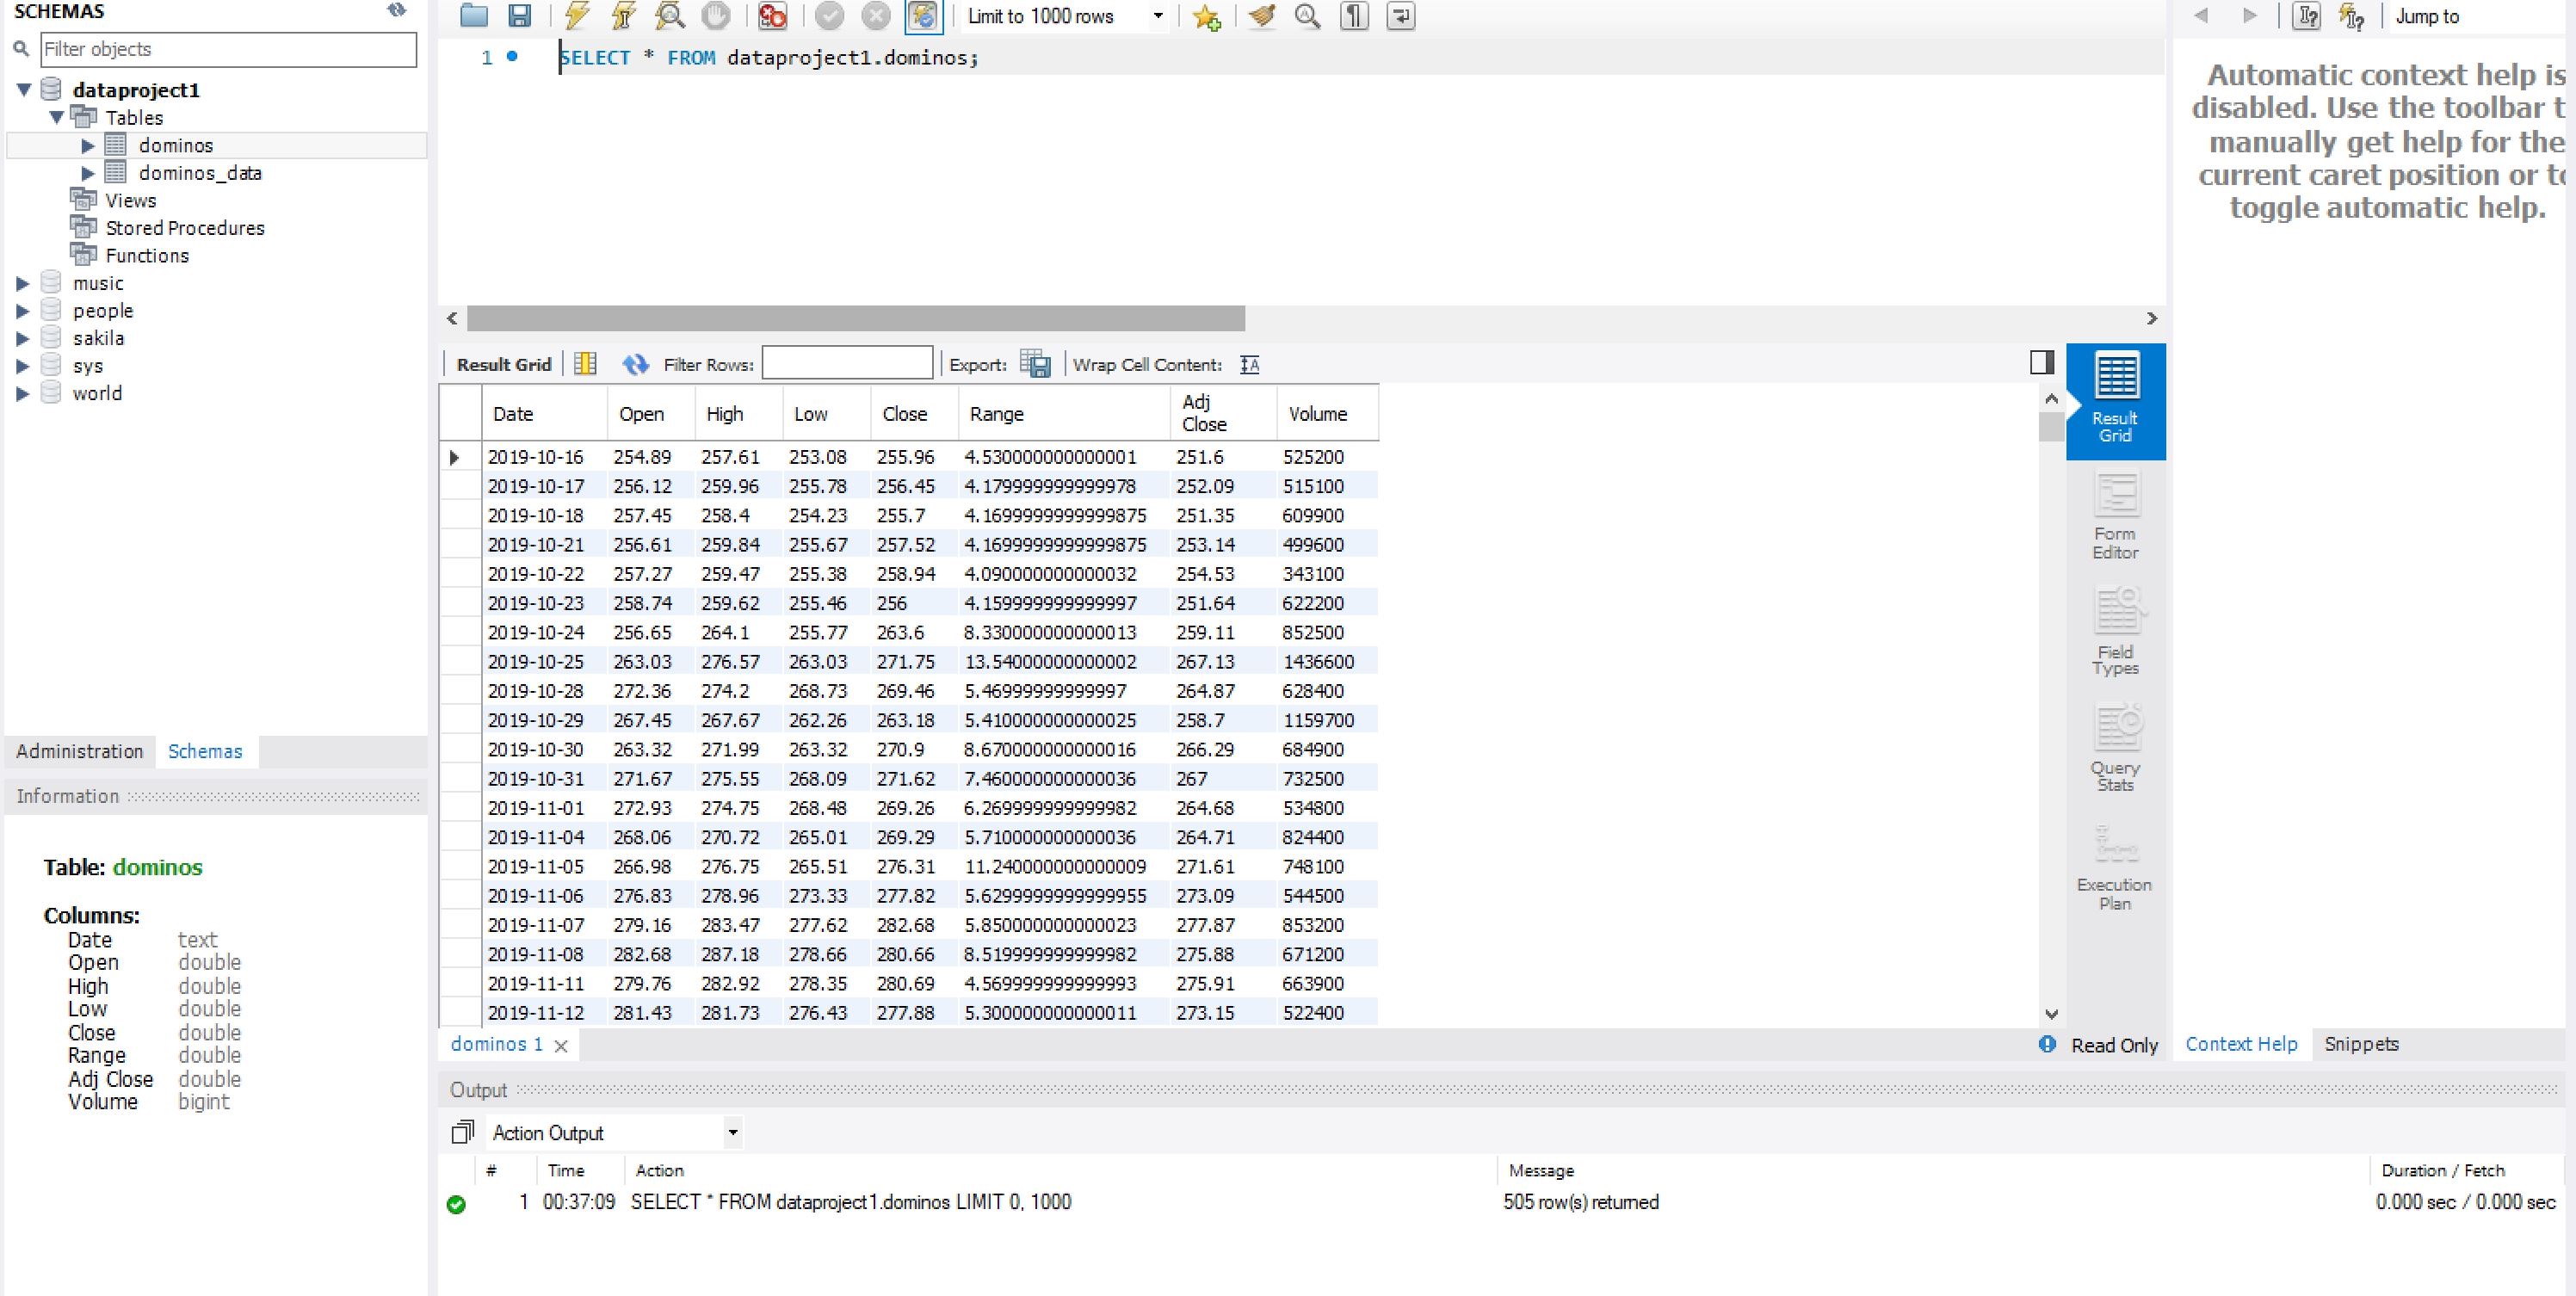 SCHEMAS
Filter objects
dataproject1
Tables
dominos
dominos_data
Views
Stored Procedures
Functions
music
people
sakila
sys
world
Administration Schemas
Information
Table: dominos
Columns:
Date text
Open double
High double
Low double
Close double
Range double
Adj Close double
Volume bigint
Limit to 1000 rows
1 SELECT * FROM dataproject1.dominos;
Result Grid Filter Rows: Export: Wrap Cell Content:
Date Open High Low Close Range Adj Close Volume
2019-10-16 254.89 257.61 253.08 255.96 4.530000000000001 251.6 525200
2019-10-17 256.12 259.96 255.78 256.45 4.179999999999978 252.09 515100
2019-10-18 257.45 258.4 254.23 255.7 4.1699999999999875 251.35 609900
2019-10-21 256.61 259.84 255.67 257.52 4.1699999999999875 253.14 499600
2019-10-22 257.27 259.47 255.38 258.94 4.090000000000032 254.53 343100
2019-10-23 258.74 259.62 255.46 256 4.159999999999997 251.64 622200
2019-10-24 256.65 264.1 255.77 263.6 8.330000000000013 259.11 852500
2019-10-25 263.03 276.57 263.03 271.75 13.54000000000002 267.13 1436600
2019-10-28 272.36 274.2 268.73 269.46 5.46999999999997 264.87 628400
2019-10-29 267.45 267.67 262.26 263.18 5.410000000000025 258.7 1159700
2019-10-30 263.32 271.99 263.32 270.9 8.670000000000016 266.29 684900
2019-10-31 271.67 275.55 268.09 271.62 7.460000000000036 267 732500
2019-11-01 272.93 274.75 268.48 269.26 6.269999999999982 264.68 534800
2019-11-04 268.06 270.72 265.01 269.29 5.710000000000036 264.71 824400
2019-11-05 266.98 276.75 265.51 276.31 11.240000000000009 271.61 748100
2019-11-06 276.83 278.96 273.33 277.82 5.6299999999999955 273.09 544500
2019-11-07 279.16 283.47 277.62 282.68 5.850000000000023 277.87 853200
2019-11-08 282.68 287.18 278.66 280.66 8.519999999999982 275.88 671200
2019-11-11 279.76 282.92 278.35 280.69 4.569999999999993 275.91 663900
2019-11-12 281.43 281.73 276.43 277.88 5.300000000000011 273.15 522400
Result
Grid
Form
Editor
Field
Types
Query
Stats
Execution
Plan
dominos 1
Read Only
Jump to
Automatic context help is
disabled. Use the toolbar t
manually get help for the
current caret position or to
toggle automatic help.
Context Help Snippets
Output
Action Output
# Time Action Message Duration / Fetch
1 00:37:09 SELECT * FROM dataproject1.dominos LIMIT 0, 1000 505 row(s) returned 0.000 sec / 0.000 sec